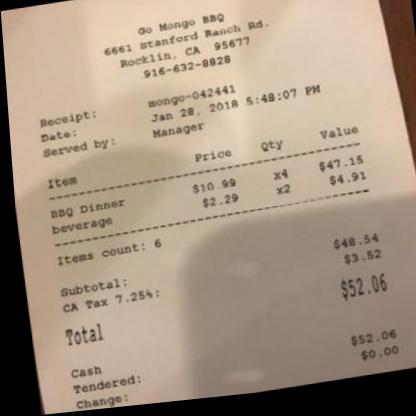 Go Mongo BBQ
6661 Stanford Ranch Rd.
Rocklin, CA 95677
916-632-8828
Receipt: mongo-042441
Date: Jan 28, 2018 5:48:07 PM
Served by: Manager
Item Price Qty Value
BBQ Dinner $10.99 x4 $47.15
beverage $2.29 x2 $4.91
Items count: 6
Subtotal: $48.54
CA Tax 7.25%: $3.52
Total $52.06
Cash
Tendered: $52.06
Change: $0.00